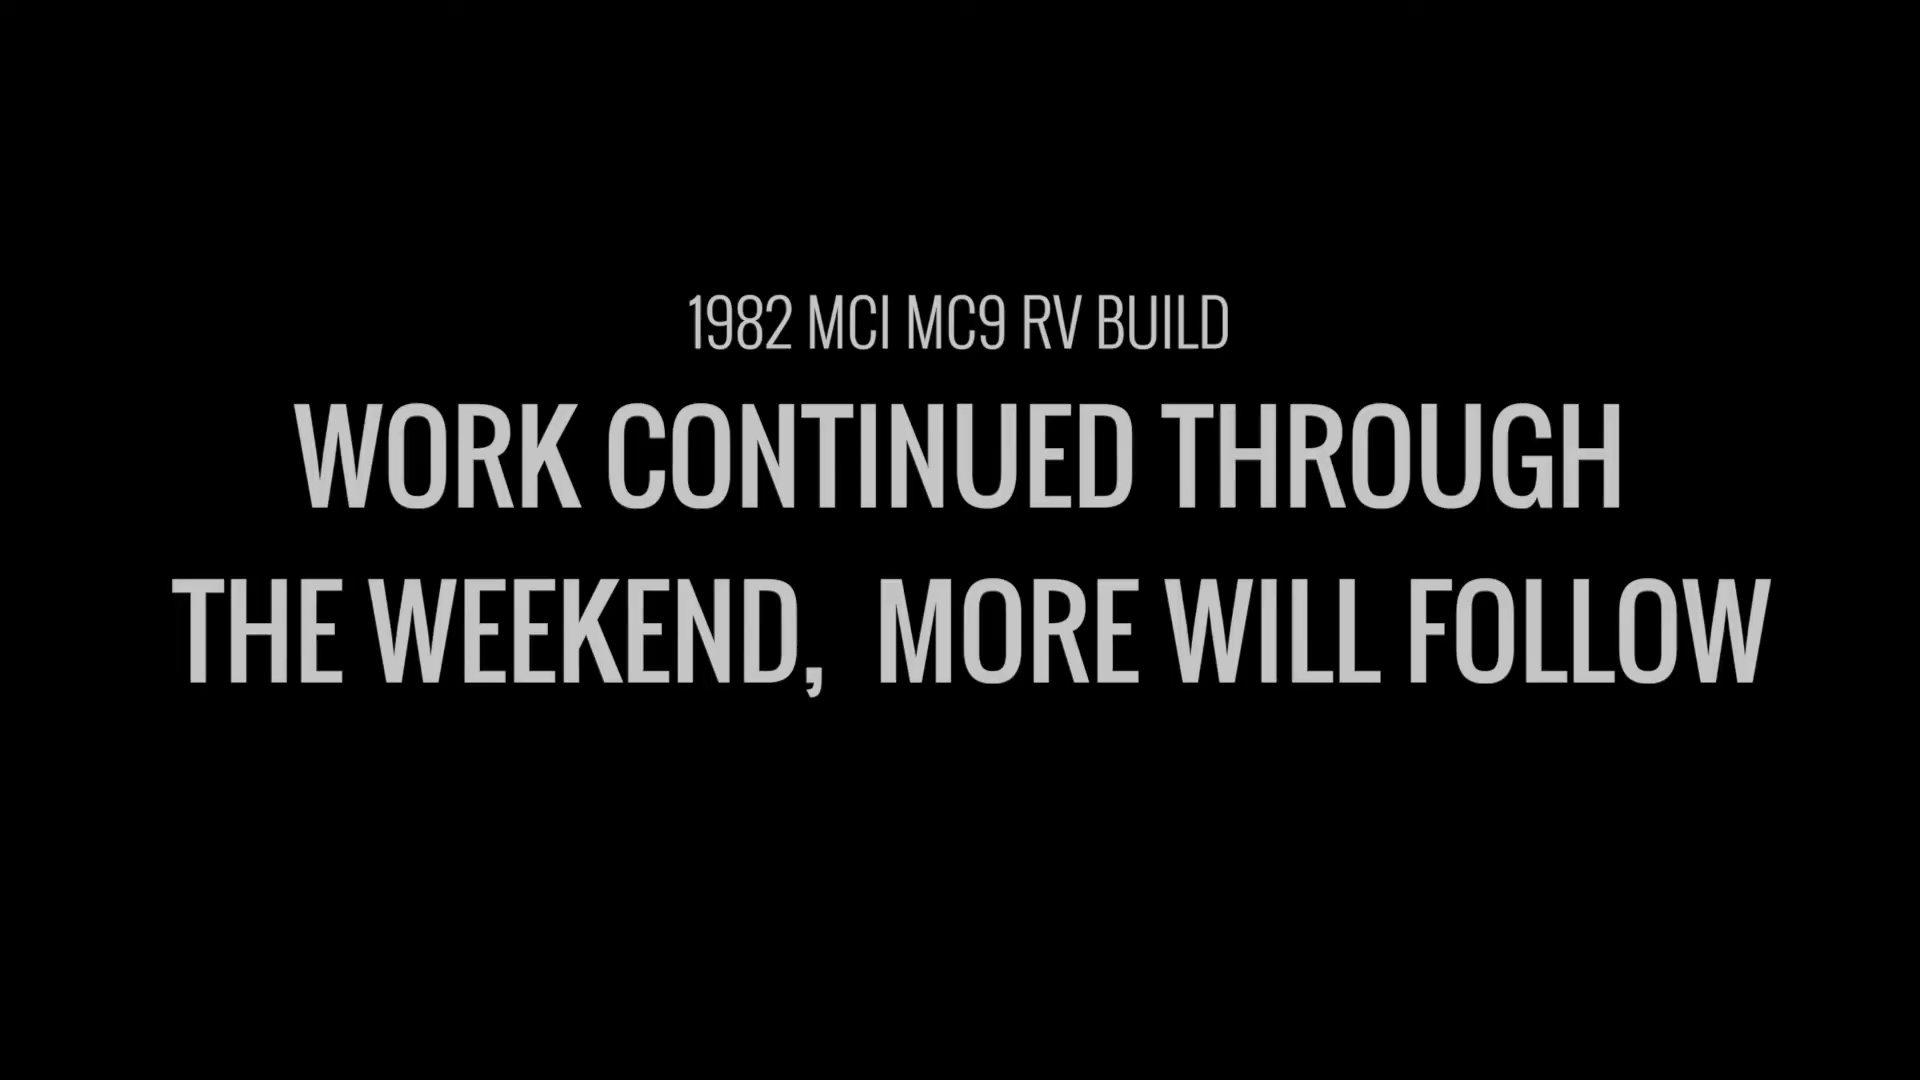 1982 MCI MC9 RV BUILD
WORK CONTINUED THROUGH
THE WEEKEND,  MORE WILL FOLLOW